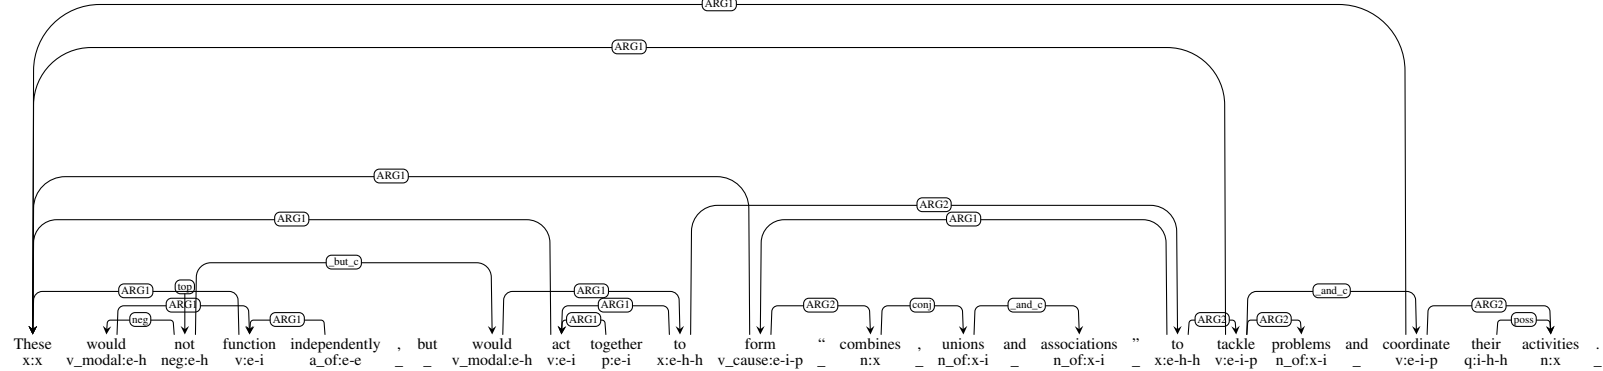 ARG1
ARG1
ARG1
ARG2
ARG1 ARG1
_but_c
ARG1 top ARG1 _and_c
ARG1 ARG1 ARG2 conj _and_c ARG2
neg ARG1 ARG1 ARG2 ARG2 poss
These would not function independently , but would act together to form “ combines , unions and associations ” to tackle problems and coordinate their activities .
x:x v_modal:e-h neg:e-h v:e-i a_of:e-e _ _ v_modal:e-h v:e-i p:e-i x:e-h-h v_cause:e-i-p _ n:x _ n_of:x-i _ n_of:x-i _ x:e-h-h v:e-i-p n_of:x-i _ v:e-i-p q:i-h-h n:x _